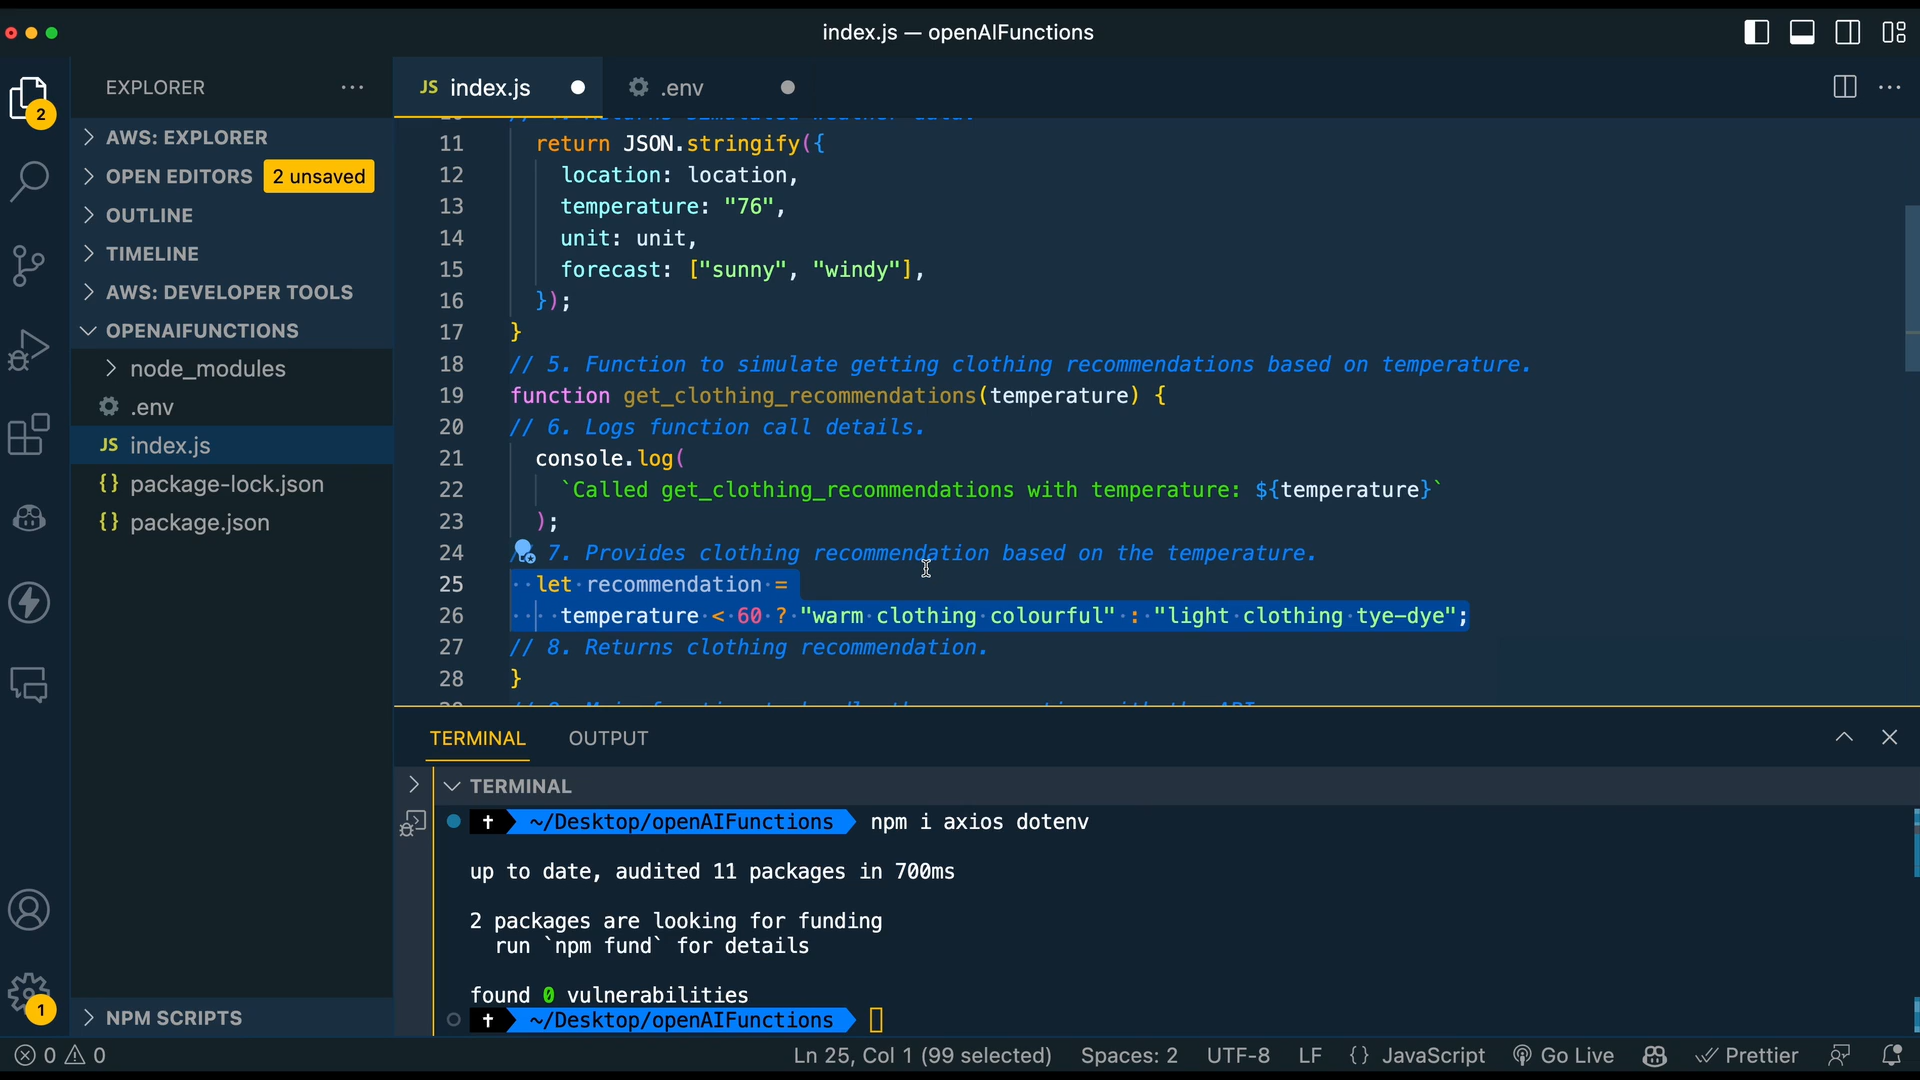 index.js — openAIFunctions
EXPLORER
2
AWS: EXPLORER
OPEN EDITORS 2 unsaved
OUTLINE
TIMELINE
AWS: DEVELOPER TOOLS
OPENAIFUNCTIONS
node_modules
.env
JS index.js
{} package-lock.json
{} package.json
NPM SCRIPTS
1
JS index.js
.env
11 return JSON.stringify({
12 location: location,
13 temperature: "76",
14 unit: unit,
15 forecast: ["sunny", "windy"],
16 });
17 }
18 // 5. Function to simulate getting clothing recommendations based on temperature.
19 function get_clothing_recommendations(temperature) {
20 // 6. Logs function call details.
21 console.log(
22 `Called get_clothing_recommendations with temperature: ${temperature}`
23 );
24 // 7. Provides clothing recommendation based on the temperature.
25 let recommendation =
26 temperature < 60 ? "warm clothing colourful" : "light clothing tye-dye";
27 // 8. Returns clothing recommendation.
28 }
TERMINAL
OUTPUT
TERMINAL
~/Desktop/openAIFunctions npm i axios dotenv
up to date, audited 11 packages in 700ms
2 packages are looking for funding
run `npm fund` for details
found 0 vulnerabilities
~/Desktop/openAIFunctions
0 0
Ln 25, Col 1 (99 selected)
Spaces: 2
UTF-8
LF
{} JavaScript
Go Live
Prettier